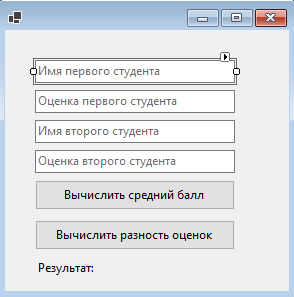 Имя первого студента
Оценка первого студента
Имя второго студента
Оценка второго студента
Вычислить средний балл
Вычислить разность оценок
Результат: